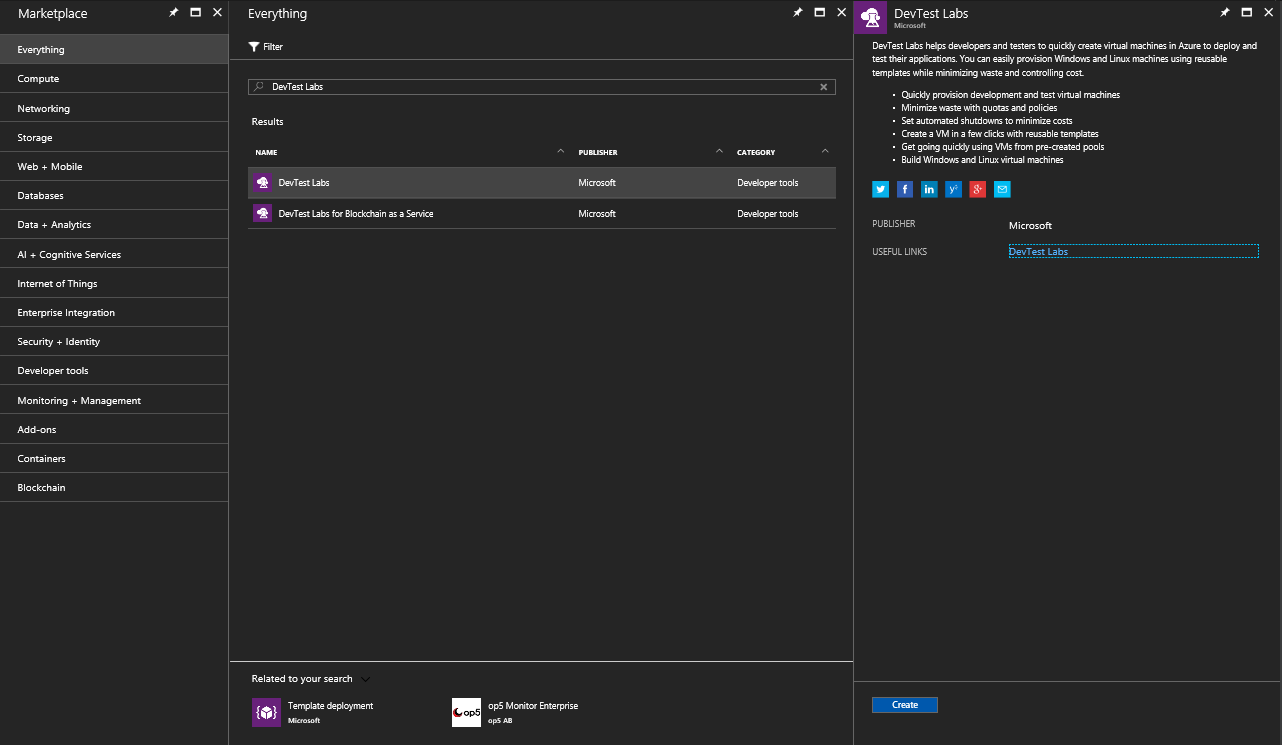 Marketplace
Everything
Compute
Networking
Storage
Web + Mobile
Databases
Data + Analytics
AI + Cognitive Services
Internet of Things
Enterprise Integration
Security + Identity
Developer tools
Monitoring + Management
Add-ons
Containers
Blockchain
Everything
Filter
DevTest Labs
Results
NAME PUBLISHER CATEGORY
DevTest Labs Microsoft Developer tools
DevTest Labs for Blockchain as a Service Microsoft Developer tools
Related to your search
Template deployment
Microsoft
op5
op5 Monitor Enterprise
op5 AB
DevTest Labs
Microsoft
DevTest Labs helps developers and testers to quickly create virtual machines in Azure to deploy and
test their applications. You can easily provision Windows and Linux machines using reusable
templates while minimizing waste and controlling cost.
• Quickly provision development and test virtual machines
• Minimize waste with quotas and policies
• Set automated shutdowns to minimize costs
• Create a VM in a few clicks with reusable templates
• Get going quickly using VMs from pre-created pools
• Build Windows and Linux virtual machines
PUBLISHER Microsoft
USEFUL LINKS DevTest Labs
Create